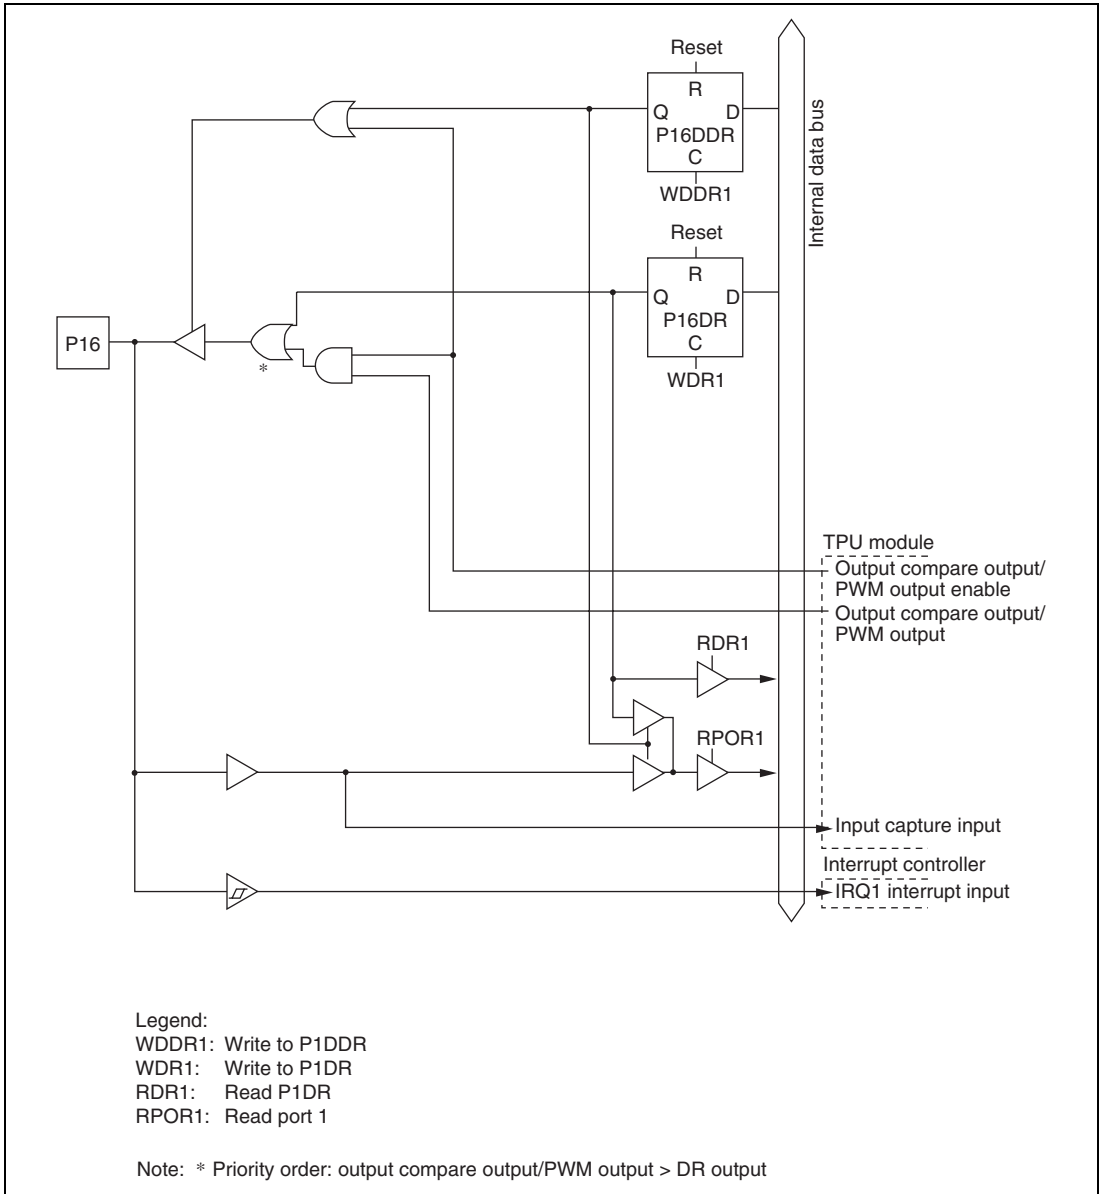 Reset
R
Q D
P16DDR
C
WDDR1
Internal data bus
Reset
R
Q D
P16DR
C
WDR1
P16
*
TPU module
Output compare output/
PWM output enable
Output compare output/
PWM output
RDR1
RPOR1
Input capture input
Interrupt controller
IRQ1 interrupt input
Legend:
WDDR1: Write to P1DDR
WDR1: Write to P1DR
RDR1: Read P1DR
RPOR1: Read port 1
Note: * Priority order: output compare output/PWM output > DR output